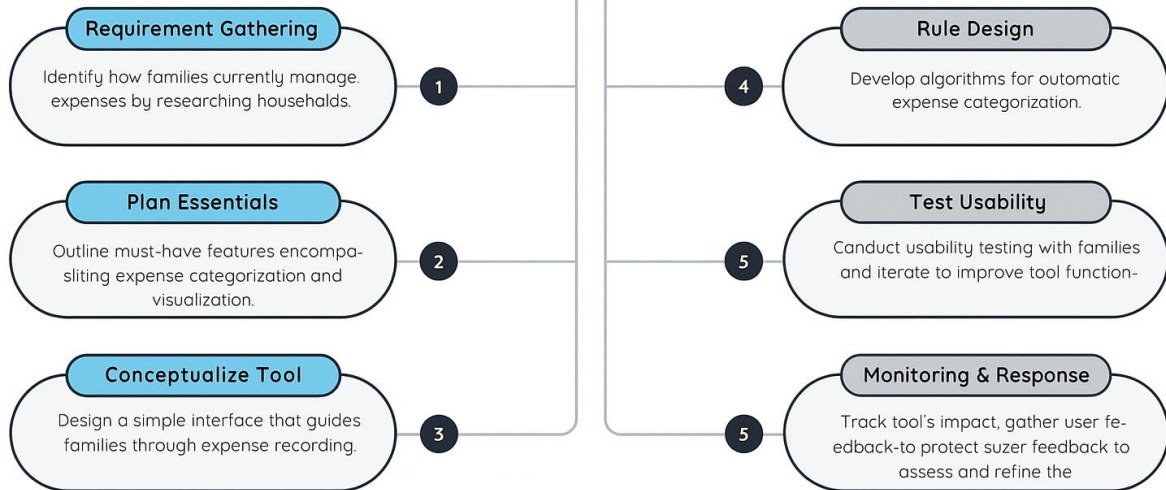 Requirement Gathering
Identify how families currently manage.
expenses by researching households.
1
Plan Essentials
Outline must-have features encompa-
sliting expense categorization and
visualization.
2
Conceptualize Tool
Design a simple interface that guides
families through expense recording.
3
Rule Design
Develop algorithms for outomatic
expense categorization.
4
Test Usability
Canduct usability testing with families
and iterate to improve tool function-
5
Monitoring & Response
Track tool's impact, gather user fe-
edback-to protect suzer feedback to
assess and refine the
5